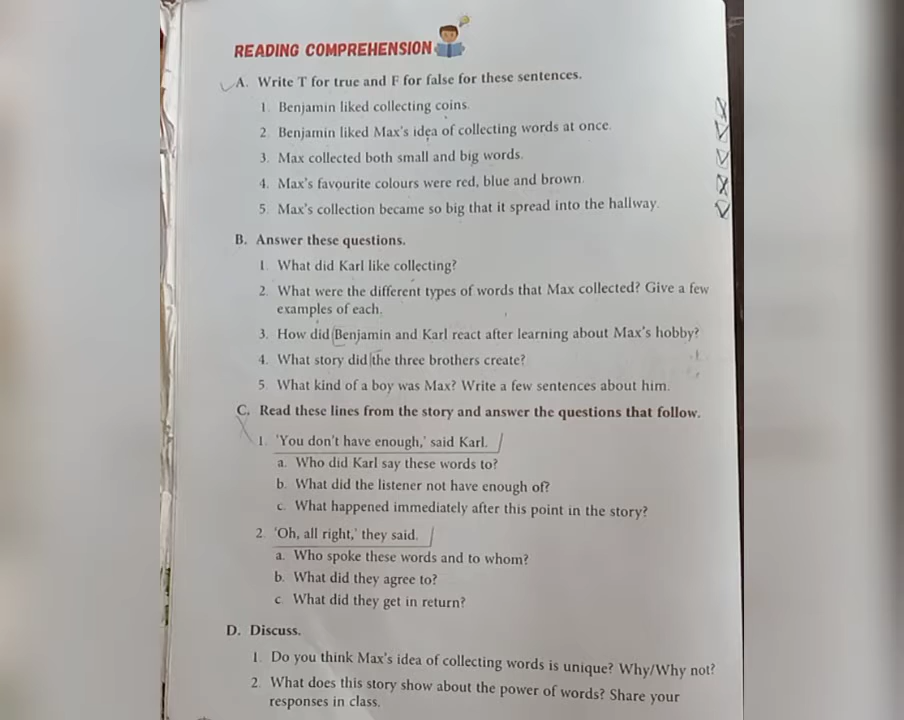 READING COMPREHENSION
A. Write T for true and F for false for these sentences.
1. Benjamin liked collecting coins.
2. Benjamin liked Max's idea of collecting words at once.
3. Max collected both small and big words.
4. Max's favourite colours were red, blue and brown.
5. Max's collection became so big that it spread into the hallway.
B. Answer these questions.
1. What did Karl like collecting?
2. What were the different types of words that Max collected? Give a few
examples of each.
3. How did Benjamin and Karl react after learning about Max's hobby?
4. What story did the three brothers create?
5. What kind of a boy was Max? Write a few sentences about him.
C. Read these lines from the story and answer the questions that follow.
1. 'You don't have enough,' said Karl.
a. Who did Karl say these words to?
b. What did the listener not have enough of?
c. What happened immediately after this point in the story?
2. 'Oh, all right,' they said.
a. Who spoke these words and to whom?
b. What did they agree to?
c. What did they get in return?
D. Discuss.
1. Do you think Max's idea of collecting words is unique? Why/Why not?
2. What does this story show about the power of words? Share your
responses in class.